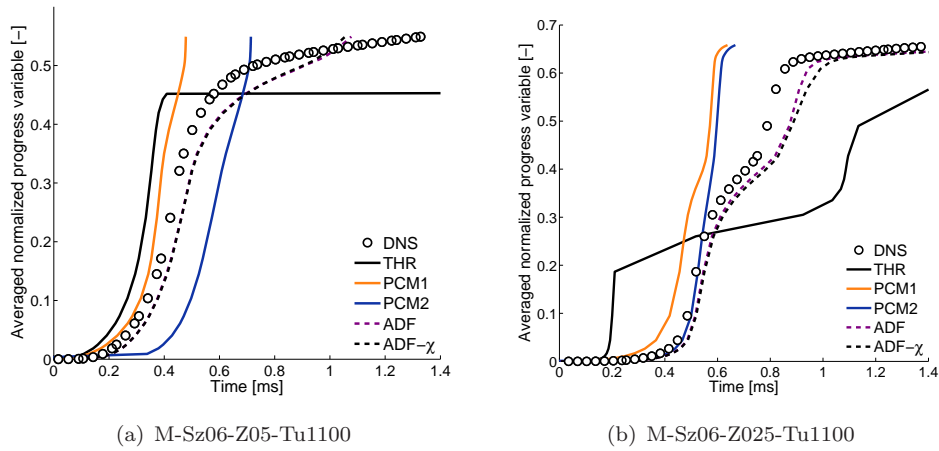 Averaged normalized progress variable [−]
0.5
0.4
0.3
0.2
0.1
0
0
0.2
0.4
0.6
0.8
1
1.2
1.4
Time [ms]
DNS
THR
PCM1
PCM2
ADF
ADF−χ
(a) M-Sz06-Z05-Tu1100
Averaged normalized progress variable [−]
0.7
0.6
0.5
0.4
0.3
0.2
0.1
0
0
0.2
0.4
0.6
0.8
1
1.2
1.4
Time [ms]
DNS
THR
PCM1
PCM2
ADF
ADF−χ
(b) M-Sz06-Z025-Tu1100